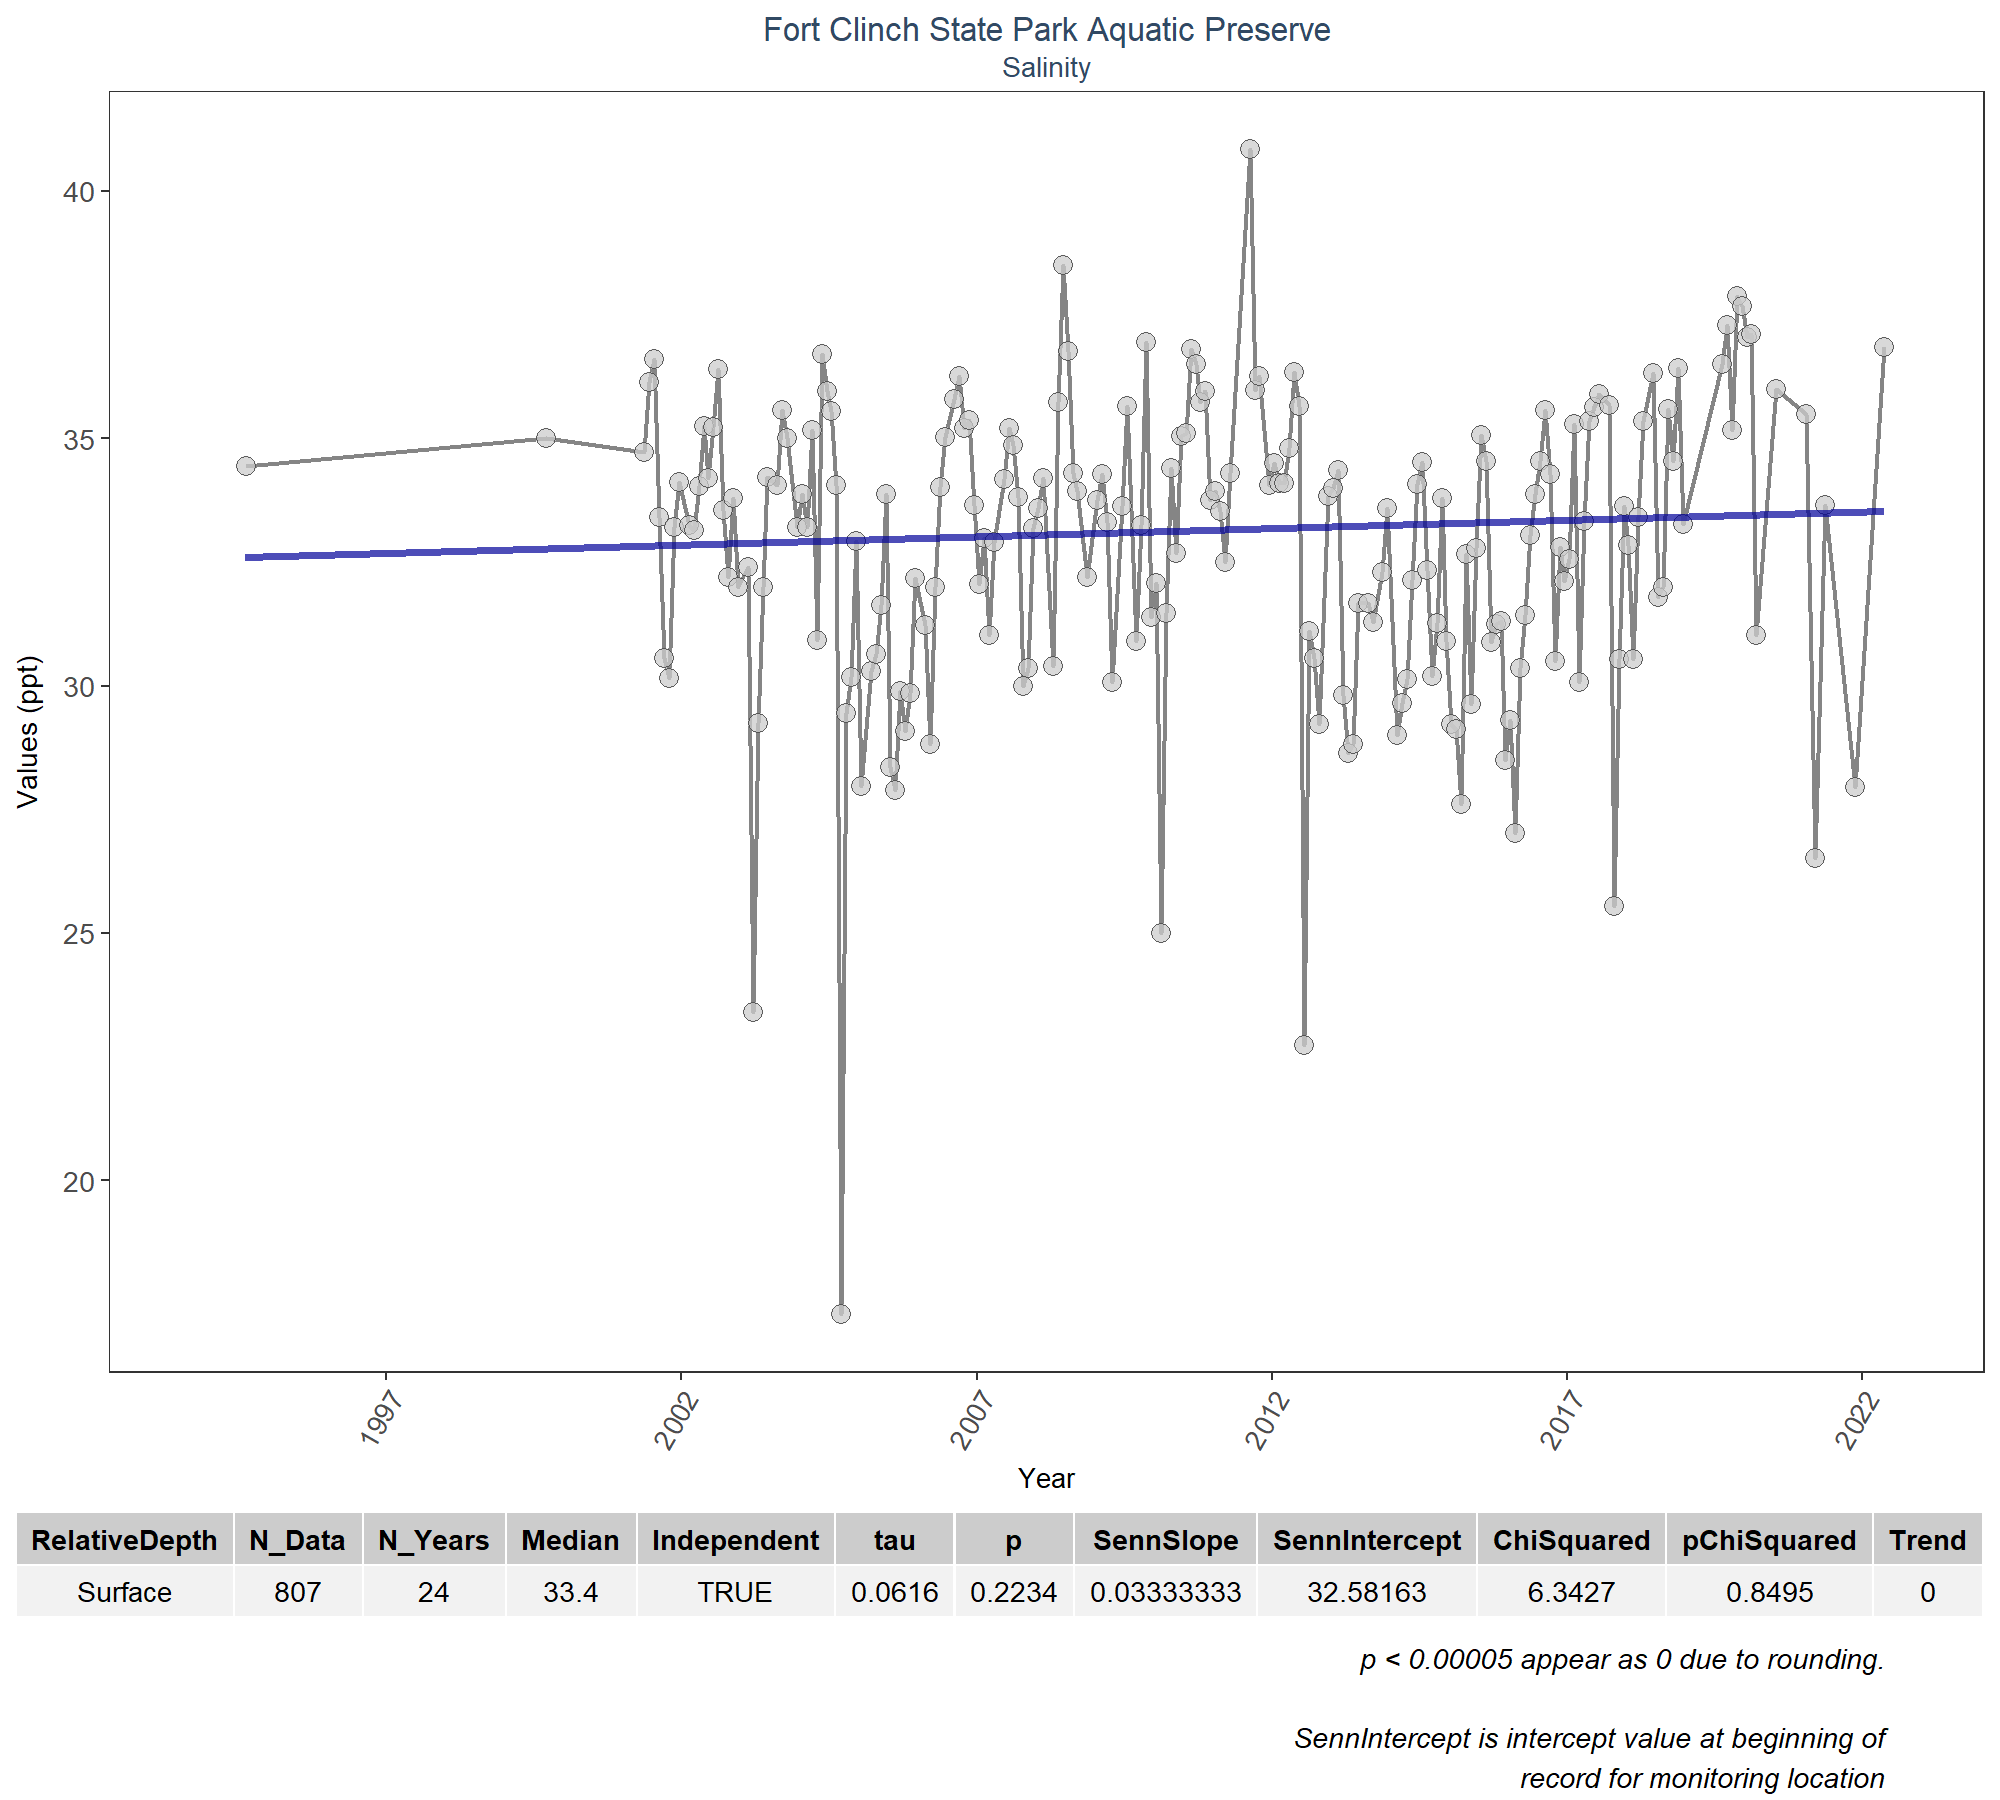 Fort Clinch State Park Aquatic Preserve
Salinity
40
35
30
25
20
Values (ppt)
1997
2002
2007
2012
2017
2022
Year
RelativeDepth N_Data N_Years Median Independent tau p SennSlope SennIntercept ChiSquared pChiSquared Trend
Surface 807 24 33.4 TRUE 0.0616 0.2234 0.03333333 32.58163 6.3427 0.8495 0
p < 0.00005 appear as 0 due to rounding.
SennIntercept is intercept value at beginning of
record for monitoring location